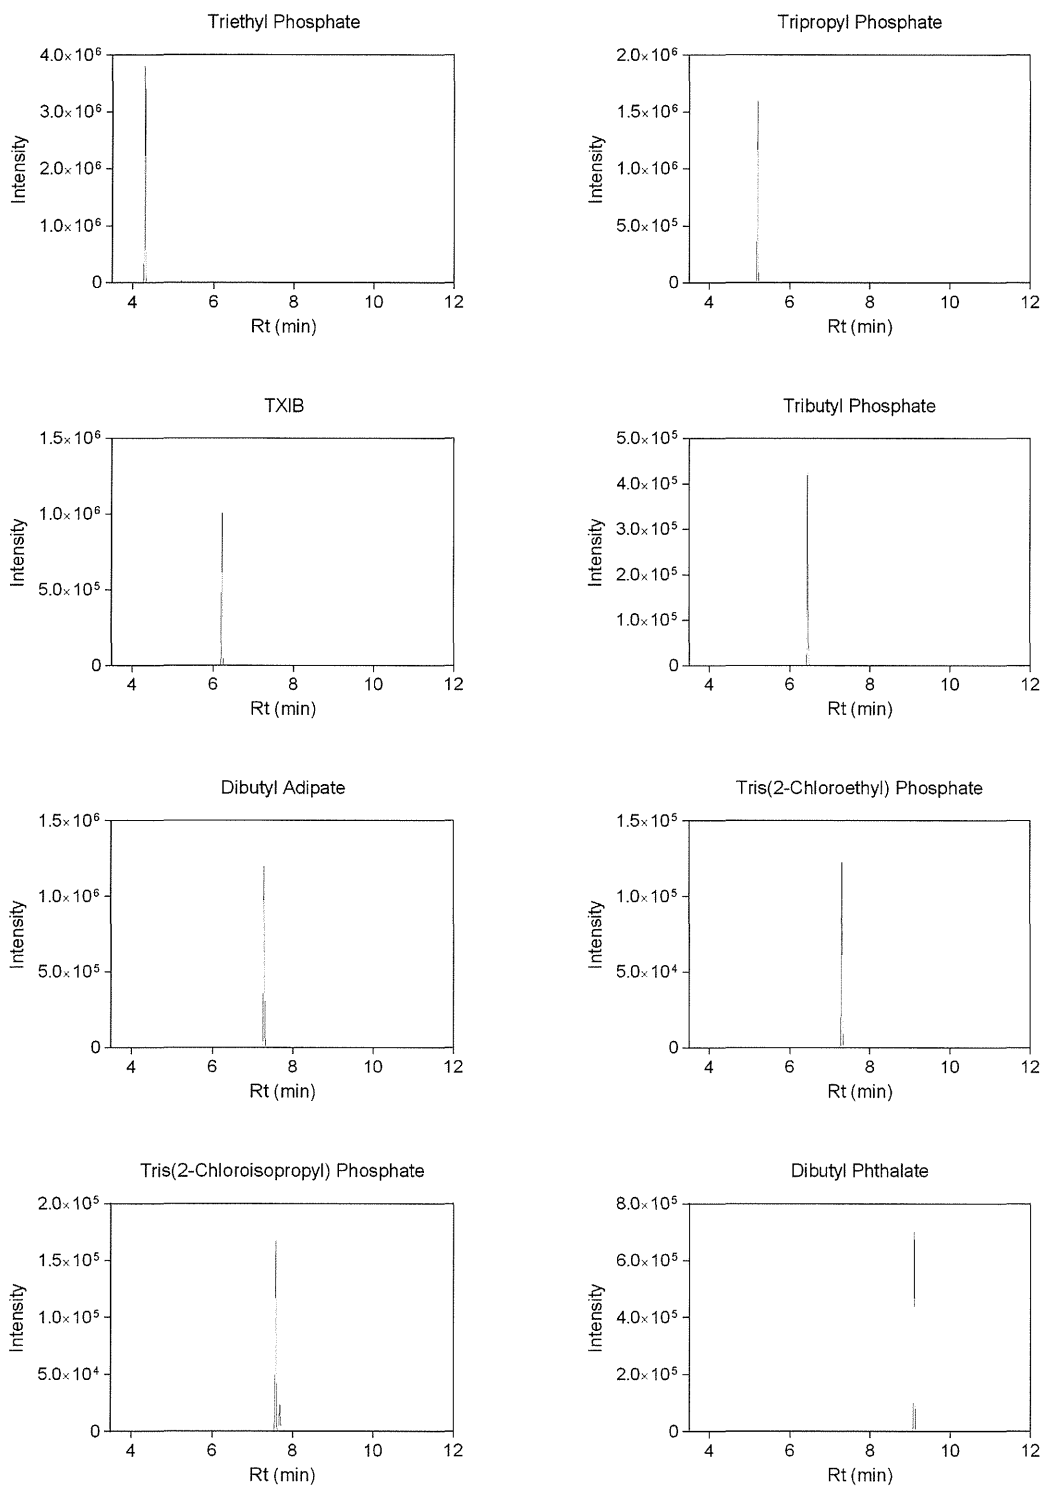 Triethyl Phosphate
4.0×10⁶
3.0×10⁶
2.0×10⁶
1.0×10⁶
0
Intensity
4 6 8 10 12
Rt (min)
Tripropyl Phosphate
2.0×10⁶
1.5×10⁶
1.0×10⁶
5.0×10⁵
0
Intensity
4 6 8 10 12
Rt (min)
TXIB
1.5×10⁶
1.0×10⁶
5.0×10⁵
0
Intensity
4 6 8 10 12
Rt (min)
Tributyl Phosphate
5.0×10⁵
4.0×10⁵
3.0×10⁵
2.0×10⁵
1.0×10⁵
0
Intensity
4 6 8 10 12
Rt (min)
Dibutyl Adipate
1.5×10⁶
1.0×10⁶
5.0×10⁵
0
Intensity
4 6 8 10 12
Rt (min)
Tris(2-Chloroethyl) Phosphate
1.5×10⁵
1.0×10⁵
5.0×10⁴
0
Intensity
4 6 8 10 12
Rt (min)
Tris(2-Chloroisopropyl) Phosphate
2.0×10⁵
1.5×10⁵
1.0×10⁵
5.0×10⁴
0
Intensity
4 6 8 10 12
Rt (min)
Dibutyl Phthalate
8.0×10⁵
6.0×10⁵
4.0×10⁵
2.0×10⁵
0
Intensity
4 6 8 10 12
Rt (min)